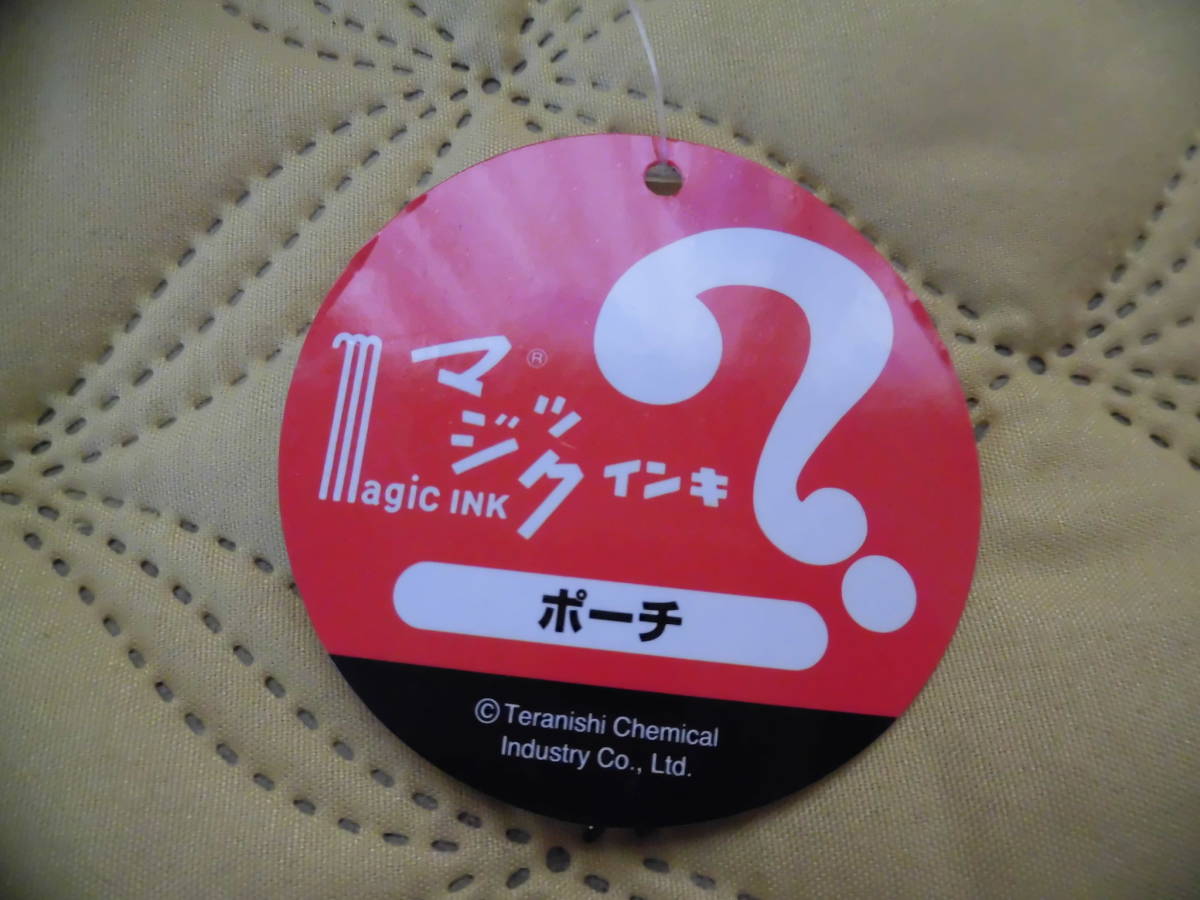 マジック®インキ
magic INK
?
ポーチ
© Teranishi Chemical
Industry Co., Ltd.